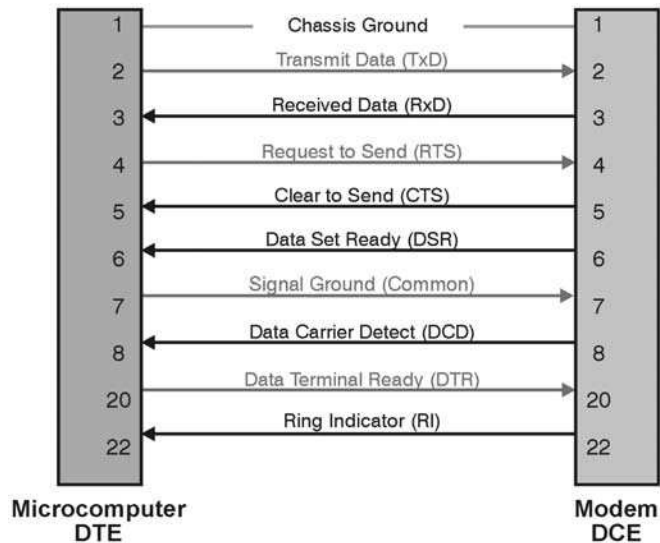 1 Chassis Ground 1
2 Transmit Data (TxD) 2
3 Received Data (RxD) 3
4 Request to Send (RTS) 4
5 Clear to Send (CTS) 5
6 Data Set Ready (DSR) 6
7 Signal Ground (Common) 7
8 Data Carrier Detect (DCD) 8
20 Data Terminal Ready (DTR) 20
22 Ring Indicator (RI) 22
Microcomputer
DTE
Modem
DCE